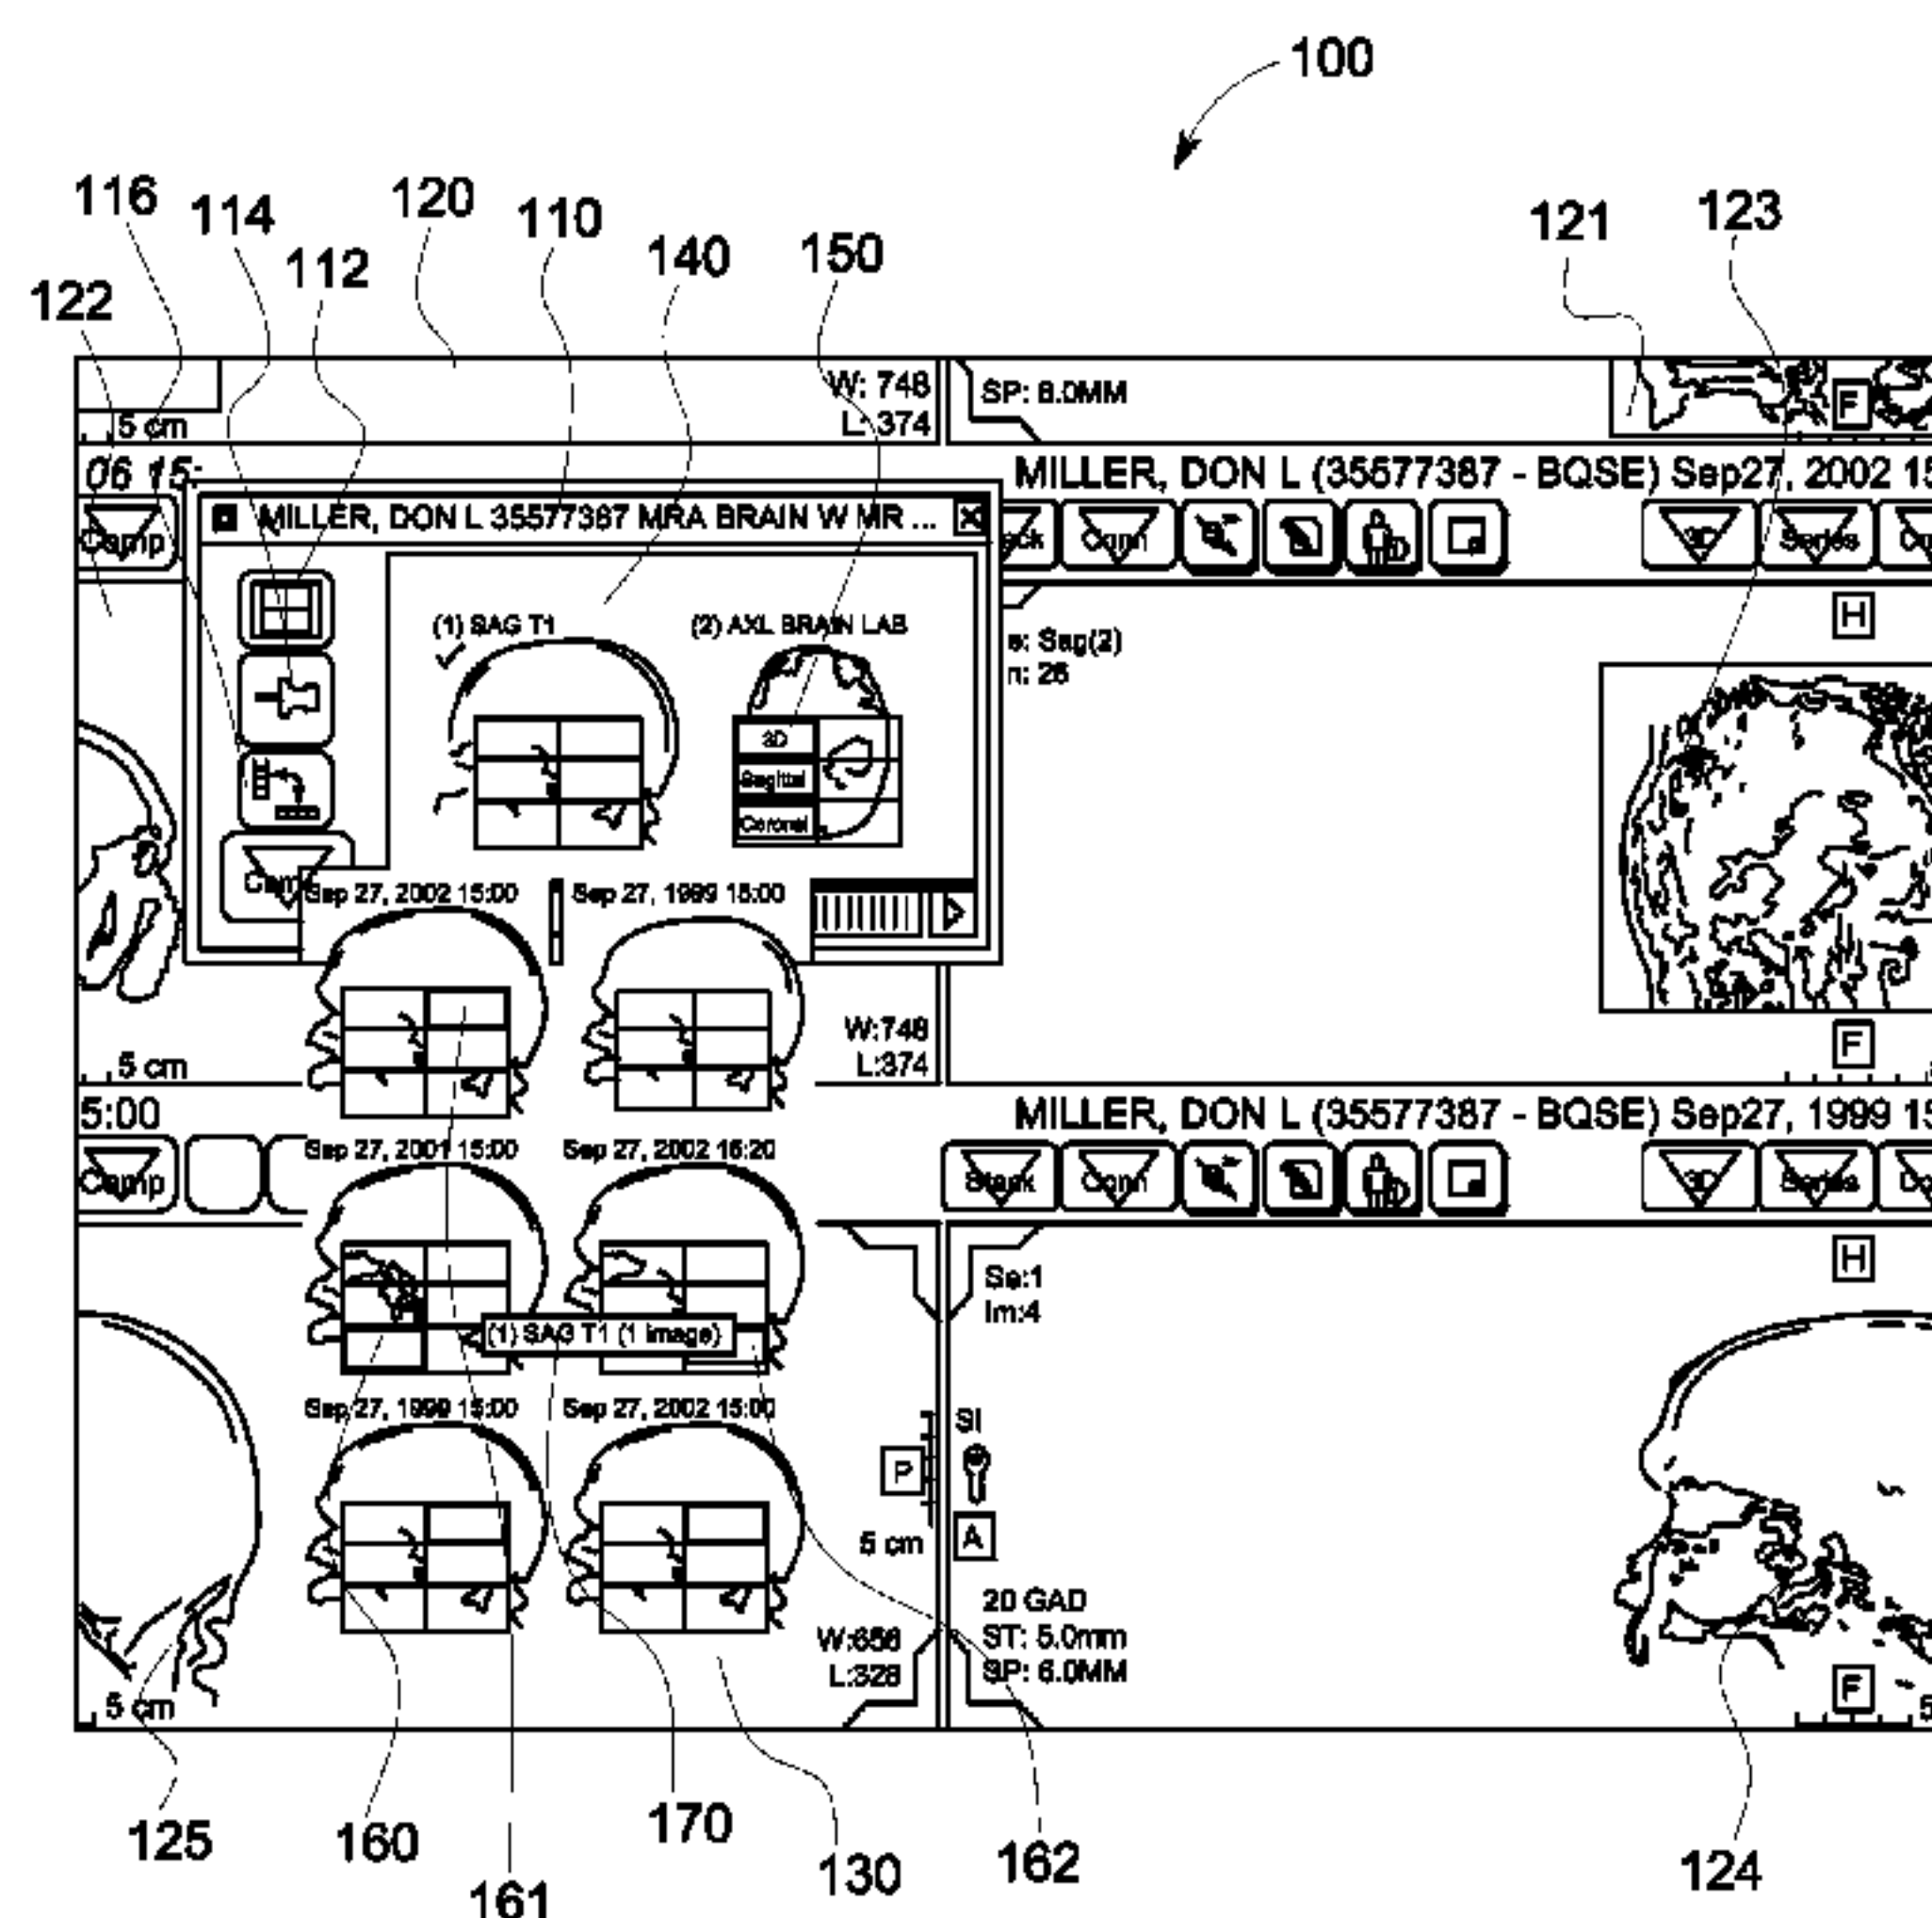 100
116
114
120
110
112
140
150
121
123
122
W: 748
L: 374
SP: 8.0MM
F
5 cm
06 15:
MILLER, DON L (35577387 - BQSE) Sep27, 2002 15
MILLER, DON L 35577387 MRA BRAIN W MR ...
Comp
Conn
3D
Series
H
(1) SAG T1
(2) AXL BRAIN LAB
e: Sag(2)
n: 26
3D
Sagittal
Coronal
Sep 27, 2002 15:00
Sep 27, 1999 15:00
W:748
L:374
F
5 cm
5:00
MILLER, DON L (35577387 - BQSE) Sep27, 1999 15
Sep 27, 2001 15:00
Sep 27, 2002 15:20
Comp
Stack
Conn
3D
Series
H
Se:1
Im:4
(1) SAG T1 (1 image)
Sep 27, 1999 15:00
Sep 27, 2002 15:00
SI
P
A
5 cm
20 GAD
W:656
ST: 5.0mm
L:328
SP: 6.0MM
F
5 cm
125
160
170
162
124
161
130